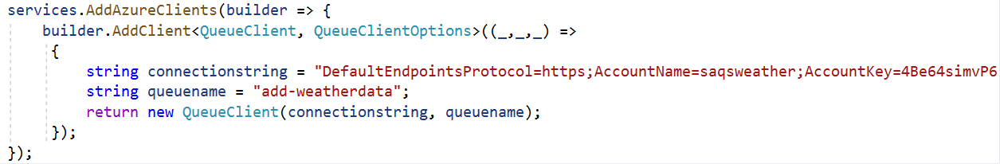 services.AddAzureClients(builder => {
builder.AddClient<QueueClient, QueueClientOptions>((_,_,_) =>
{
string connectionstring = "DefaultEndpointsProtocol=https;AccountName=saqsweather;AccountKey=4Be64simvP6
string queuename = "add-weatherdata";
return new QueueClient(connectionstring, queuename);
});
});